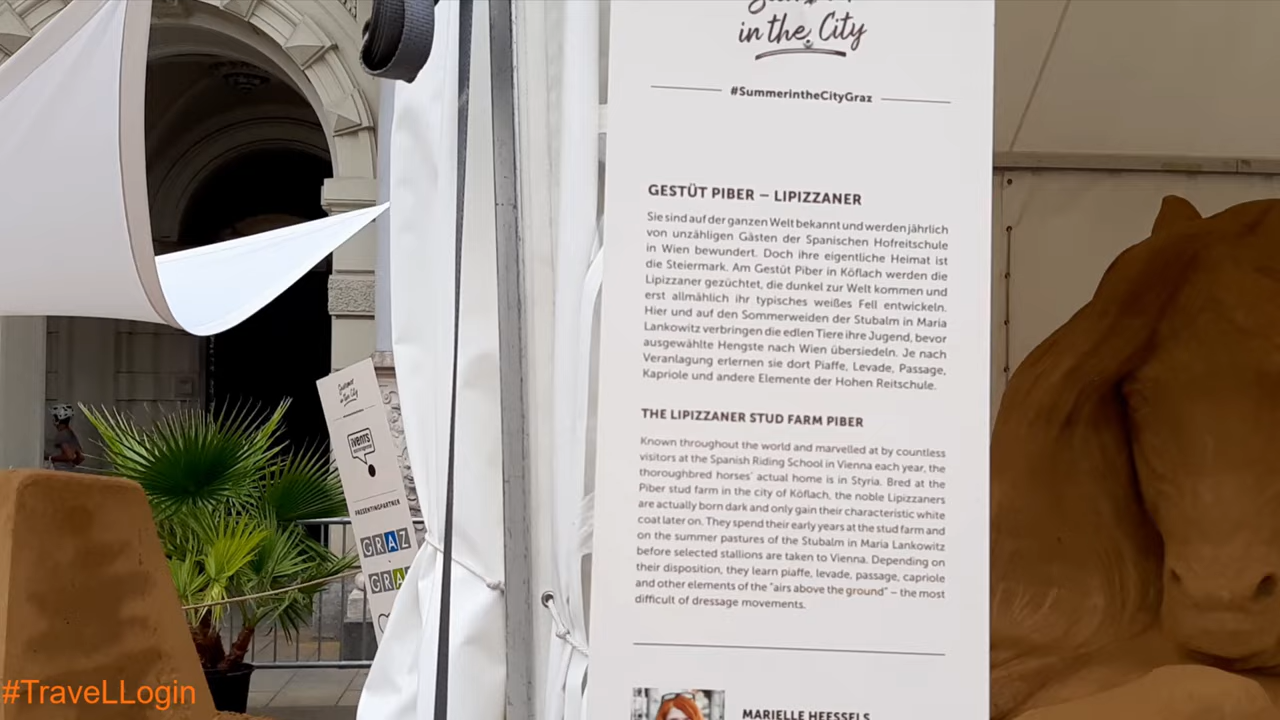 in the City
#SummerintheCityGraz
GESTÜT PIBER – LIPIZZANER
Sie sind auf der ganzen Welt bekannt und werden jährlich
von unzähligen Gästen der Spanischen Hofreitschule
in Wien bewundert. Doch ihre eigentliche Heimat ist
die Steiermark. Am Gestüt Piber in Köflach werden die
Lipizzaner gezüchtet, die dunkel zur Welt kommen und
erst allmählich ihr typisches weißes Fell entwickeln.
Hier und auf den Sommerweiden der Stubalm in Maria
Lankowitz verbringen die edlen Tiere ihre Jugend, bevor
ausgewählte Hengste nach Wien übersiedeln. Je nach
Veranlagung erlernen sie dort Piaffe, Levade, Passage,
Kapriole und andere Elemente der Hohen Reitschule.
THE LIPIZZANER STUD FARM PIBER
Known throughout the world and marvelled at by countless
visitors at the Spanish Riding School in Vienna each year, the
thoroughbred horses' actual home is in Styria. Bred at the
Piber stud farm in the city of Köflach, the noble Lipizzaners
are actually born dark and only gain their characteristic white
coat later on. They spend their early years at the stud farm and
on the summer pastures of the Stubalm in Maria Lankowitz
before selected stallions are taken to Vienna. Depending on
their disposition, they learn piaffe, levade, passage, capriole
and other elements of the "airs above the ground" – the most
difficult of dressage movements.
MARIELLE HEESSELS
Summer
in the City
ivents
PRESENTINGPARTNER
GRAZ
GRA
#TraveLLogin